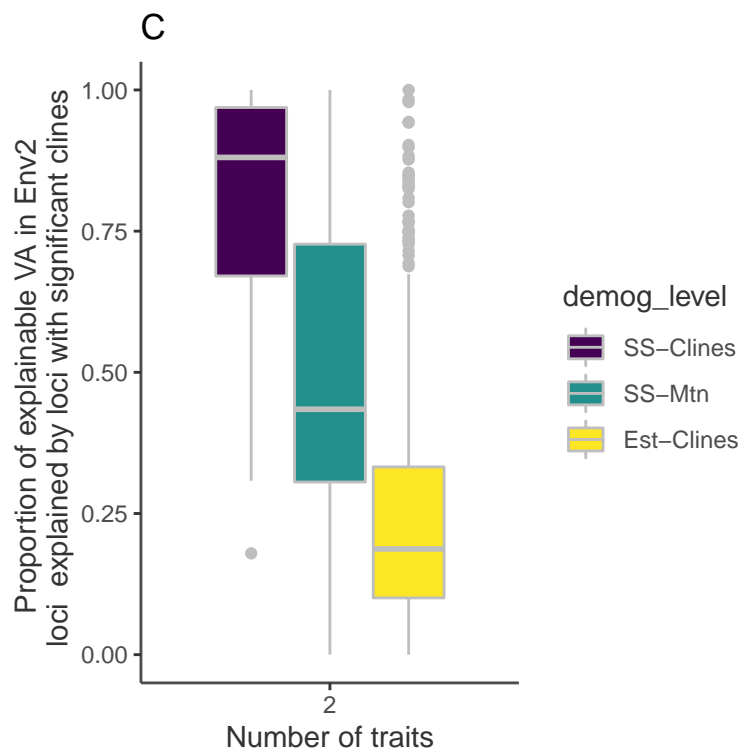 C
Proportion of explainable VA in Env2
loci  explained by loci with significant clines
1.00
0.75
0.50
0.25
0.00
2
Number of traits
demog_level
SS−Clines
SS−Mtn
Est−Clines